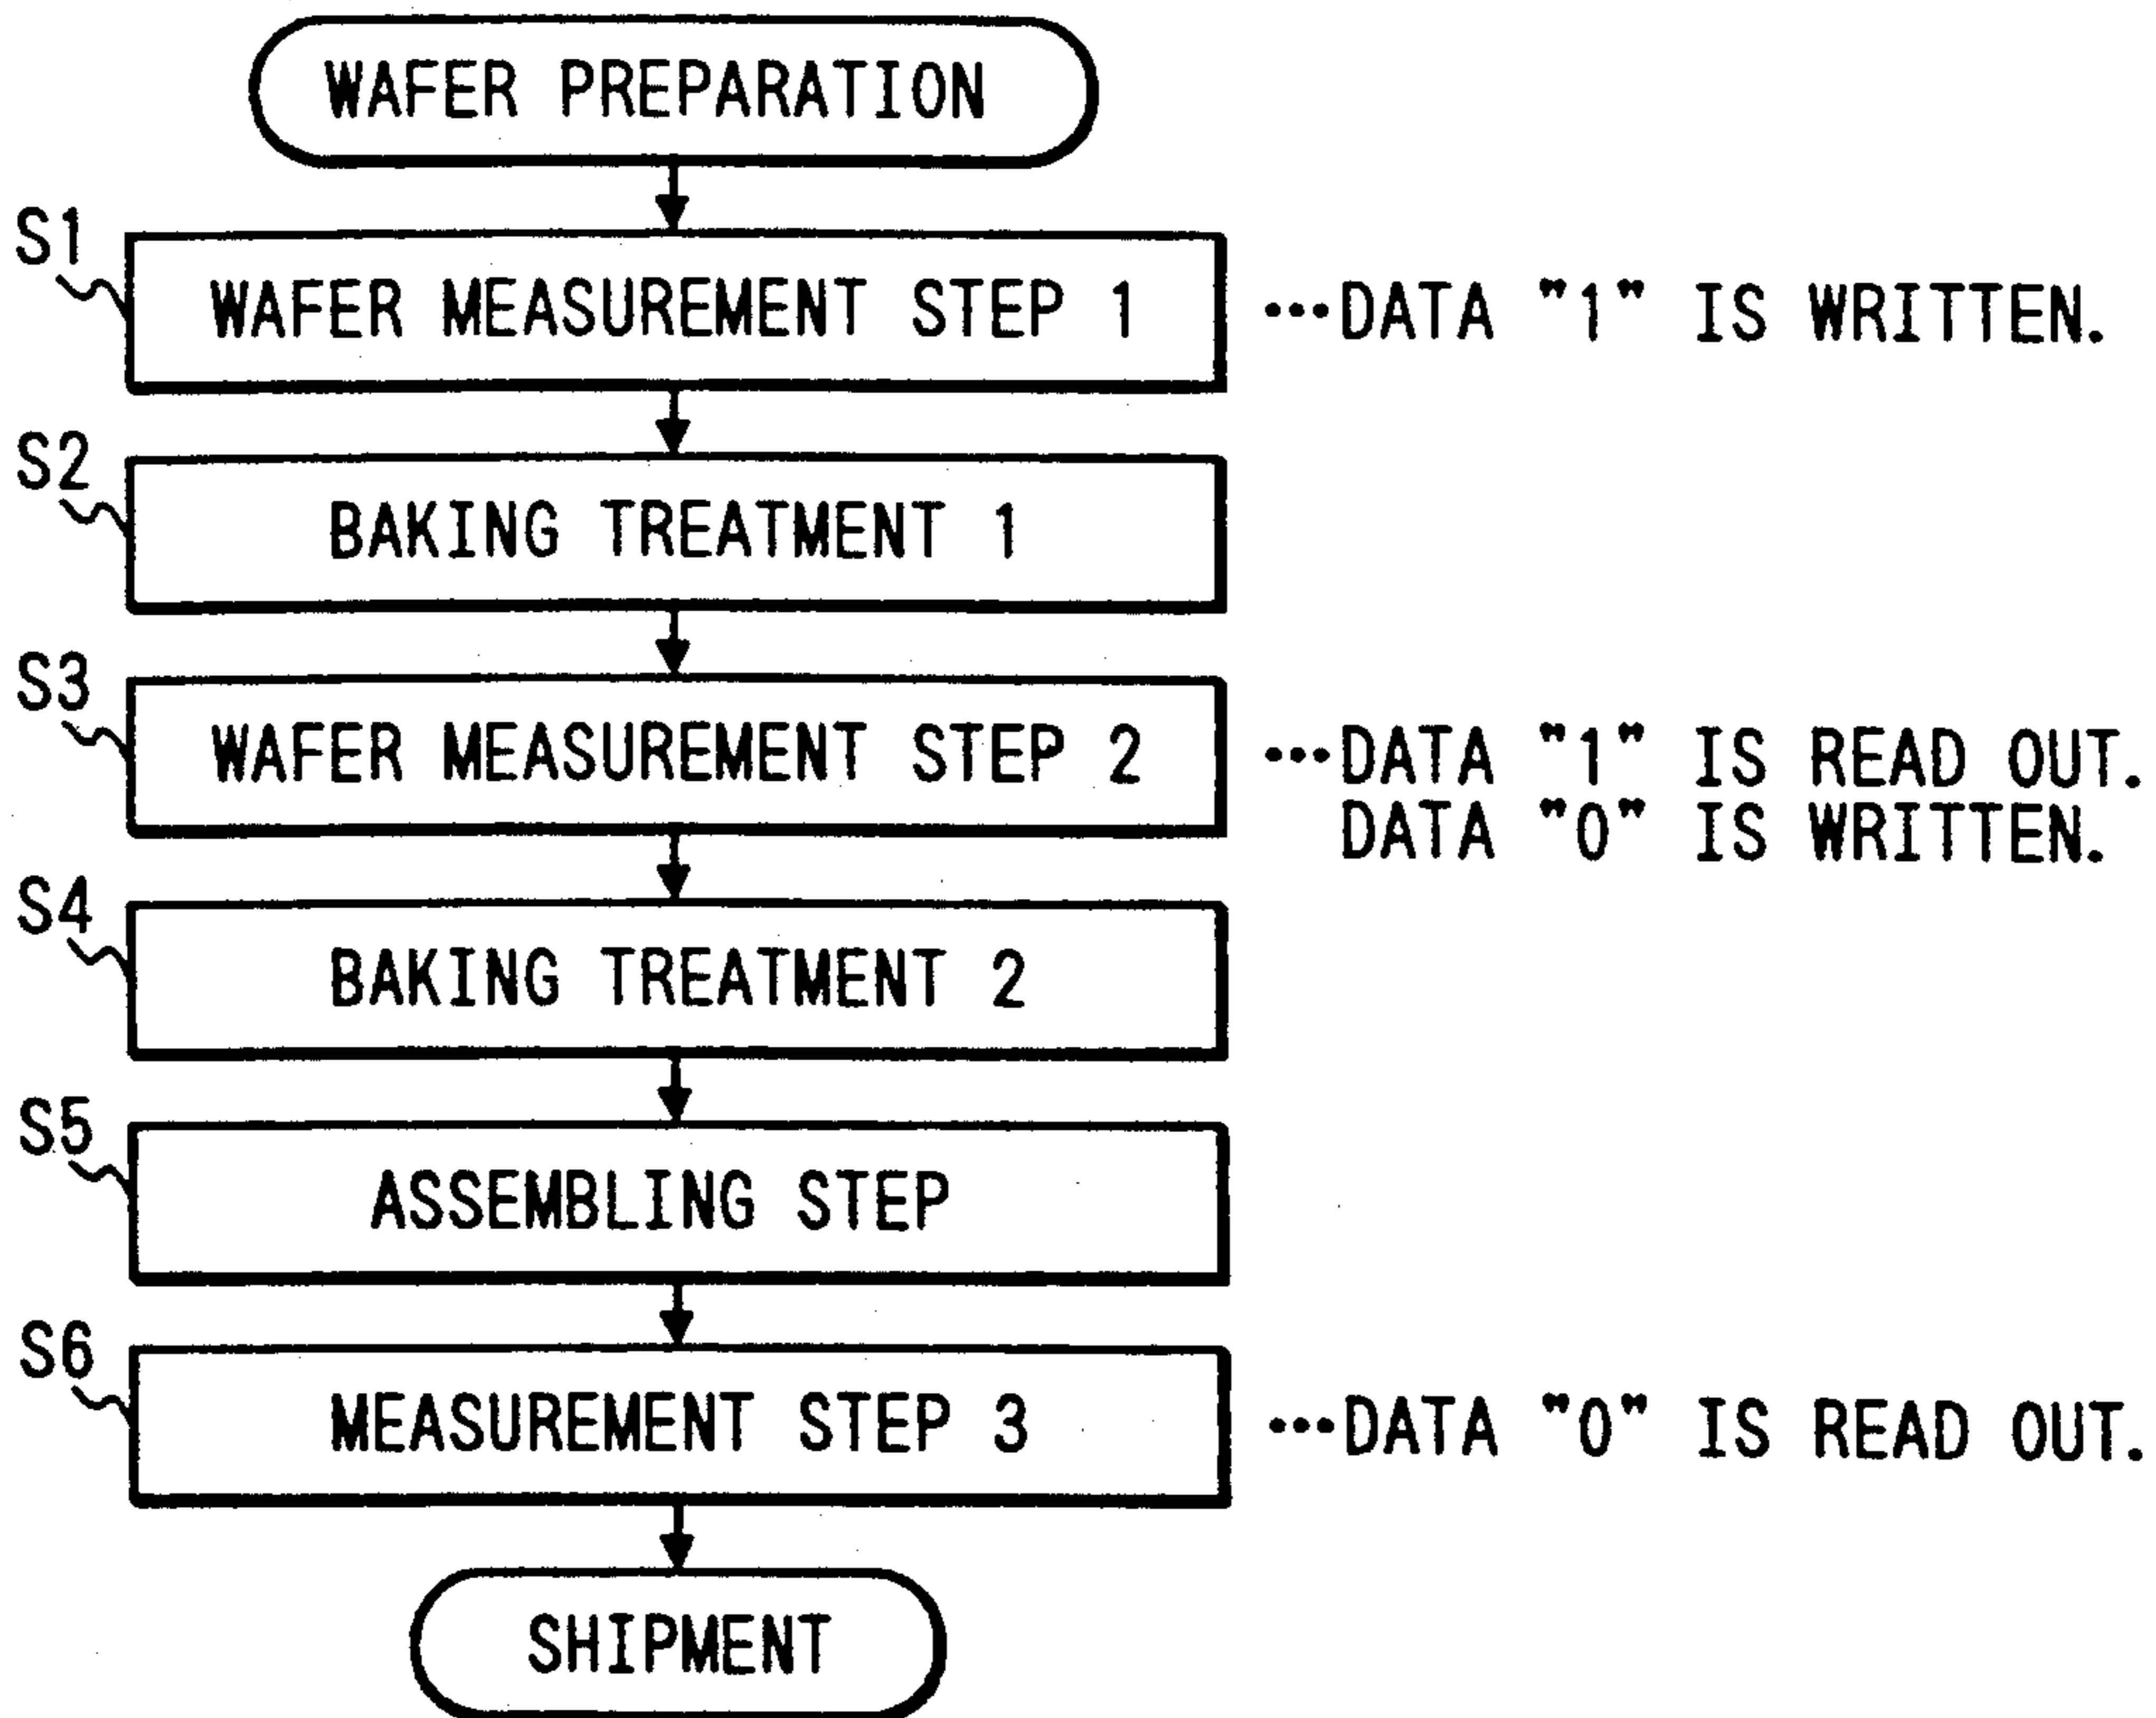 WAFER PREPARATION
S1
WAFER MEASUREMENT STEP 1 •••DATA "1" IS WRITTEN.
S2
BAKING TREATMENT 1
S3
WAFER MEASUREMENT STEP 2 •••DATA "1" IS READ OUT.
DATA "0" IS WRITTEN.
S4
BAKING TREATMENT 2
S5
ASSEMBLING STEP
S6
MEASUREMENT STEP 3 •••DATA "0" IS READ OUT.
SHIPMENT